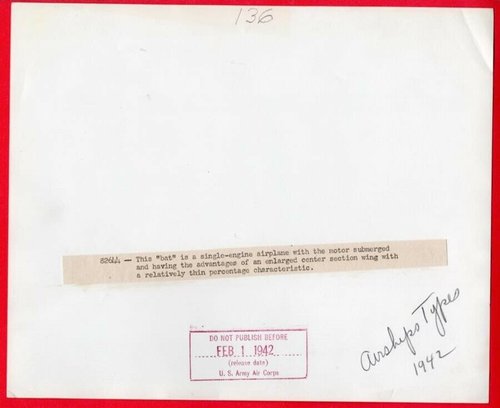 136
82644 — This "bat" is a single-engine airplane with the motor submerged
and having the advantages of an enlarged center section wing with
a relatively thin percentage characteristic.
DO NOT PUBLISH BEFORE
FEB 1 1942
(release date)
U. S. Army Air Corps
Airships Types
1942